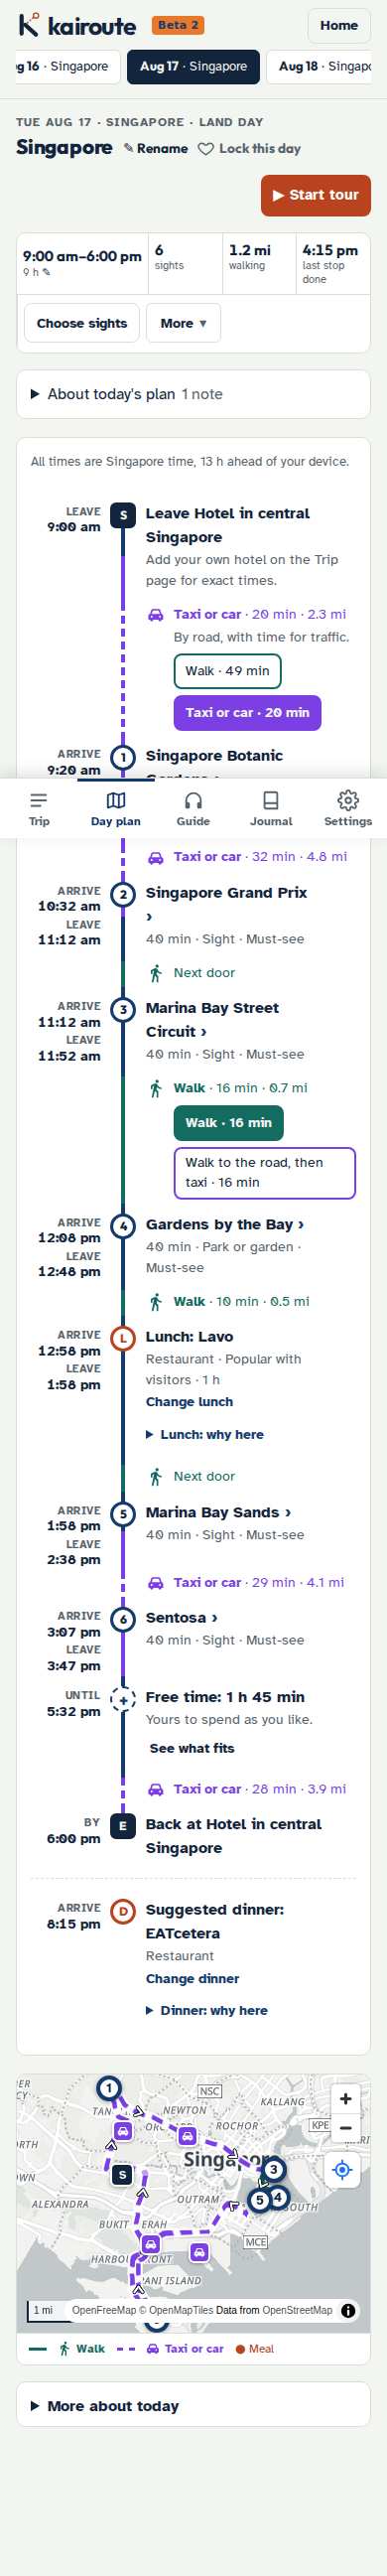 kairoute Beta 2 Home
g 16 · Singapore Aug 17 · Singapore Aug 18 · Singapo
TUE AUG 17 · SINGAPORE · LAND DAY
Singapore ✎ Rename Lock this day
▶ Start tour
9:00 am–6:00 pm 6 1.2 mi 4:15 pm
9 h ✎ sights walking last stop
done
Choose sights More ▼
▶ About today's plan 1 note
All times are Singapore time, 13 h ahead of your device.
LEAVE S Leave Hotel in central
9:00 am Singapore
Add your own hotel on the Trip
page for exact times.
Taxi or car · 20 min · 2.3 mi
By road, with time for traffic.
Walk · 49 min
Taxi or car · 20 min
ARRIVE 1 Singapore Botanic
9:20 am
Trip Day plan Guide Journal Settings
Taxi or car · 32 min · 4.8 mi
ARRIVE 2 Singapore Grand Prix
10:32 am ›
LEAVE
11:12 am 40 min · Sight · Must-see
Next door
ARRIVE 3 Marina Bay Street
11:12 am Circuit ›
LEAVE
11:52 am 40 min · Sight · Must-see
Walk · 16 min · 0.7 mi
Walk · 16 min
Walk to the road, then
taxi · 16 min
ARRIVE 4 Gardens by the Bay ›
12:08 pm 40 min · Park or garden ·
LEAVE Must-see
12:48 pm
Walk · 10 min · 0.5 mi
ARRIVE L Lunch: Lavo
12:58 pm Restaurant · Popular with
LEAVE visitors · 1 h
1:58 pm Change lunch
▶ Lunch: why here
Next door
ARRIVE 5 Marina Bay Sands ›
1:58 pm 40 min · Sight · Must-see
LEAVE
2:38 pm
Taxi or car · 29 min · 4.1 mi
ARRIVE 6 Sentosa ›
3:07 pm 40 min · Sight · Must-see
LEAVE
3:47 pm
UNTIL + Free time: 1 h 45 min
5:32 pm Yours to spend as you like.
See what fits
Taxi or car · 28 min · 3.9 mi
BY E Back at Hotel in central
6:00 pm Singapore
ARRIVE D Suggested dinner:
8:15 pm EATcetera
Restaurant
Change dinner
▶ Dinner: why here
1 NSC KALLANG +
TAN NEWTON −
ROCHOR KPE
S Singapore 3
ALEXANDRA OUTRAM 5 4 SOUTH
BUKIT ERAH MCE
HARBO ONT
ANI ISLAND
1 mi OpenFreeMap © OpenMapTiles Data from OpenStreetMap
Walk Taxi or car Meal
▶ More about today